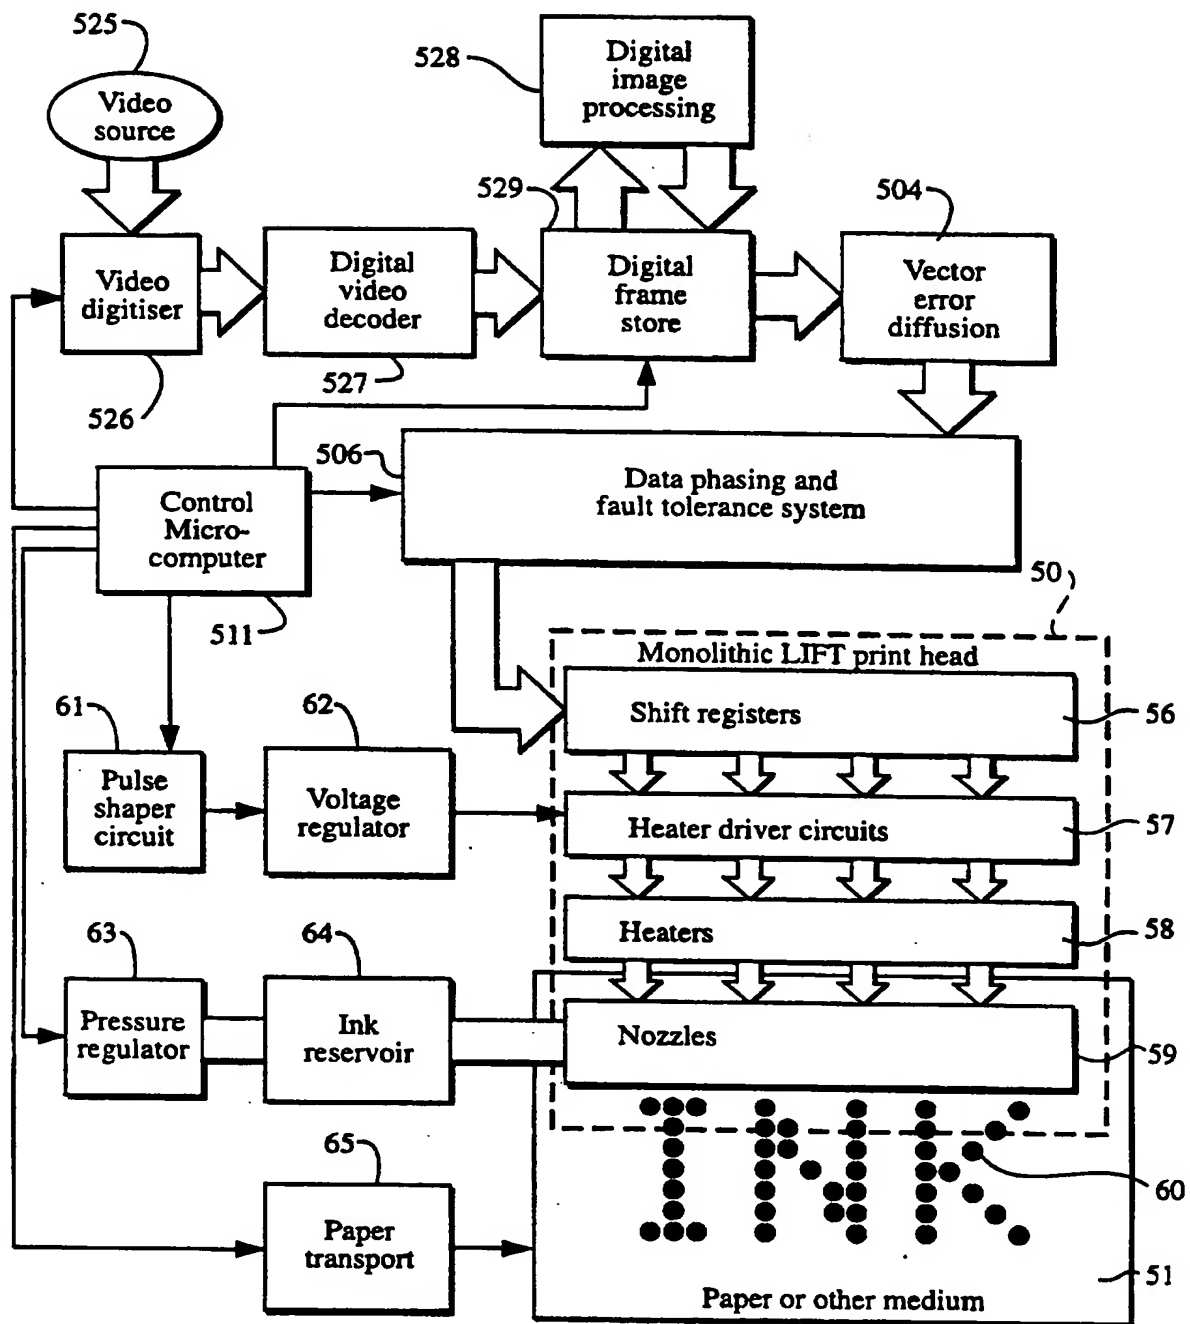 525
Video
source
528
Digital
image
processing
529
504
Video
digitiser
Digital
video
decoder
Digital
frame
store
Vector
error
diffusion
526
527
506
Control
Micro-
computer
Data phasing and
fault tolerance system
511
50
Monolithic LIFT print head
61
62
Shift registers
56
Pulse
shaper
circuit
Voltage
regulator
Heater driver circuits
57
63
64
Heaters
58
Pressure
regulator
Ink
reservoir
Nozzles
59
INK
65
60
Paper
transport
51
Paper or other medium